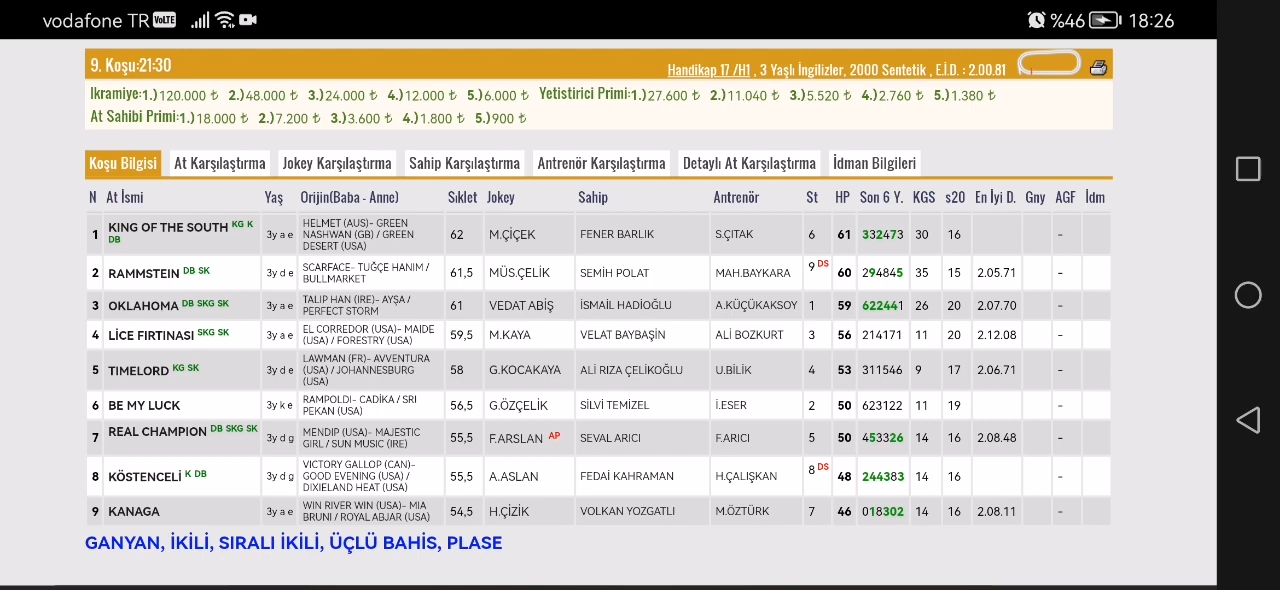 vodafone TR VoLTE %46 18:26
9. Koşu:21:30
Handikap 17 /H1 , 3 Yaşlı İngilizler, 2000 Sentetik , E.İ.D. : 2.00.81
Ikramiye:1.)120.000 ₺ 2.)48.000 ₺ 3.)24.000 ₺ 4.)12.000 ₺ 5.)6.000 ₺ Yetistirici Primi:1.)27.600 ₺ 2.)11.040 ₺ 3.)5.520 ₺ 4.)2.760 ₺ 5.)1.380 ₺
At Sahibi Primi:1.)18.000 ₺ 2.)7.200 ₺ 3.)3.600 ₺ 4.)1.800 ₺ 5.)900 ₺
Koşu Bilgisi At Karşılaştırma Jokey Karşılaştırma Sahip Karşılaştırma Antrenör Karşılaştırma Detaylı At Karşılaştırma İdman Bilgileri
N At İsmi Yaş Orijin(Baba - Anne) Sıklet Jokey Sahip Antrenör St HP Son 6 Y. KGS s20 En İyi D. Gny AGF İdm
1 KING OF THE SOUTH KG K DB 3y a e HELMET (AUS)- GREEN NASHWAN (GB) / GREEN DESERT (USA) 62 M.ÇİÇEK FENER BARLIK S.ÇITAK 6 61 332473 30 16 -
2 RAMMSTEIN DB SK 3y d e SCARFACE- TUĞÇE HANIM / BULLMARKET 61,5 MÜS.ÇELİK SEMİH POLAT MAH.BAYKARA 9 DS 60 294845 35 15 2.05.71 -
3 OKLAHOMA DB SKG SK 3y a e TALIP HAN (IRE)- AYŞA / PERFECT STORM 61 VEDAT ABİŞ İSMAİL HADİOĞLU A.KÜÇÜKAKSOY 1 59 622441 26 20 2.07.70 -
4 LİCE FIRTINASI SKG SK 3y a e EL CORREDOR (USA)- MAIDE (USA) / FORESTRY (USA) 59,5 M.KAYA VELAT BAYBAŞİN ALİ BOZKURT 3 56 214171 11 20 2.12.08 -
5 TIMELORD KG SK 3y d e LAWMAN (FR)- AVVENTURA (USA) / JOHANNESBURG (USA) 58 G.KOCAKAYA ALİ RIZA ÇELİKOĞLU U.BİLİK 4 53 311546 9 17 2.06.71 -
6 BE MY LUCK 3y k e RAMPOLDI- CADİKA / SRI PEKAN (USA) 56,5 G.ÖZÇELİK SİLVİ TEMİZEL İ.ESER 2 50 623122 11 19 -
7 REAL CHAMPION DB SKG SK 3y d g MENDIP (USA)- MAJESTIC GIRL / SUN MUSIC (IRE) 55,5 F.ARSLAN AP SEVAL ARICI F.ARICI 5 50 453326 14 16 2.08.48 -
8 KÖSTENCELİ K DB 3y d g VICTORY GALLOP (CAN)- GOOD EVENING (USA) / DIXIELAND HEAT (USA) 55,5 A.ASLAN FEDAİ KAHRAMAN H.ÇALIŞKAN 8 DS 48 244383 14 16 -
9 KANAGA 3y a e WIN RIVER WIN (USA)- MIA BRUNI / ROYAL ABJAR (USA) 54,5 H.ÇİZİK VOLKAN YOZGATLI M.ÖZTÜRK 7 46 018302 14 16 2.08.11 -
GANYAN, İKİLİ, SIRALI İKİLİ, ÜÇLÜ BAHİS, PLASE